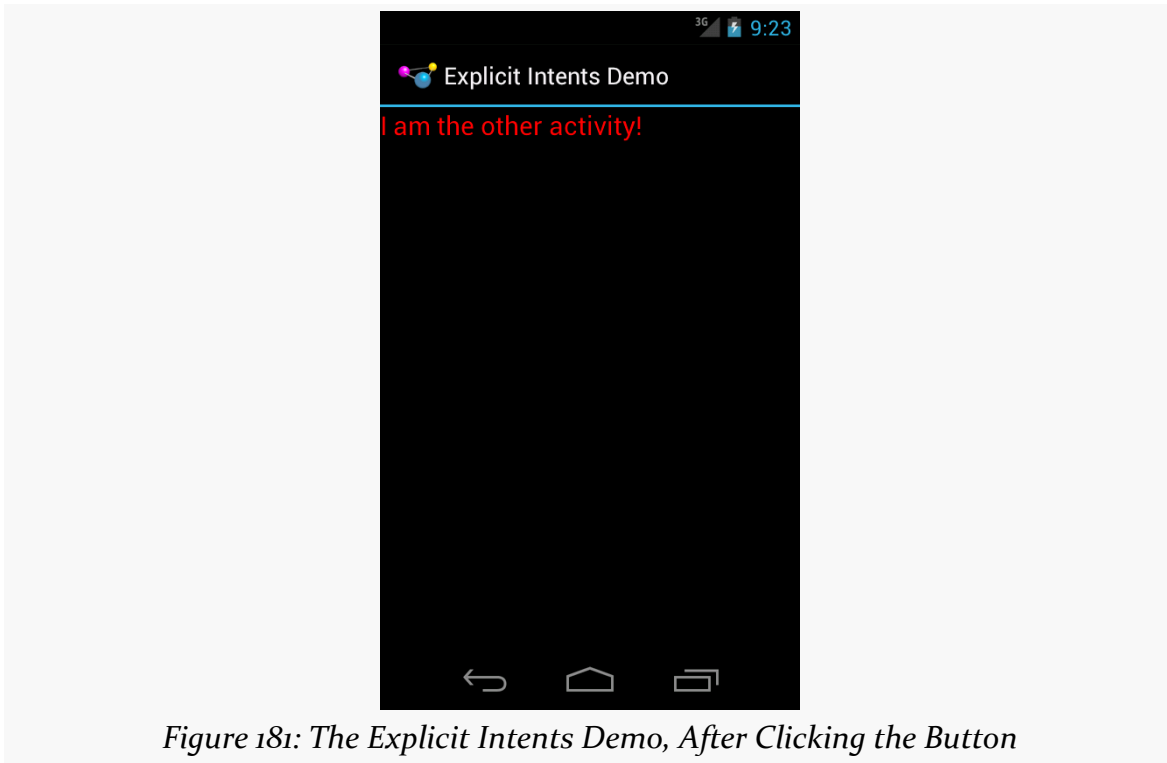 3G 9:23
Explicit Intents Demo
I am the other activity!
Figure 181: The Explicit Intents Demo, After Clicking the Button